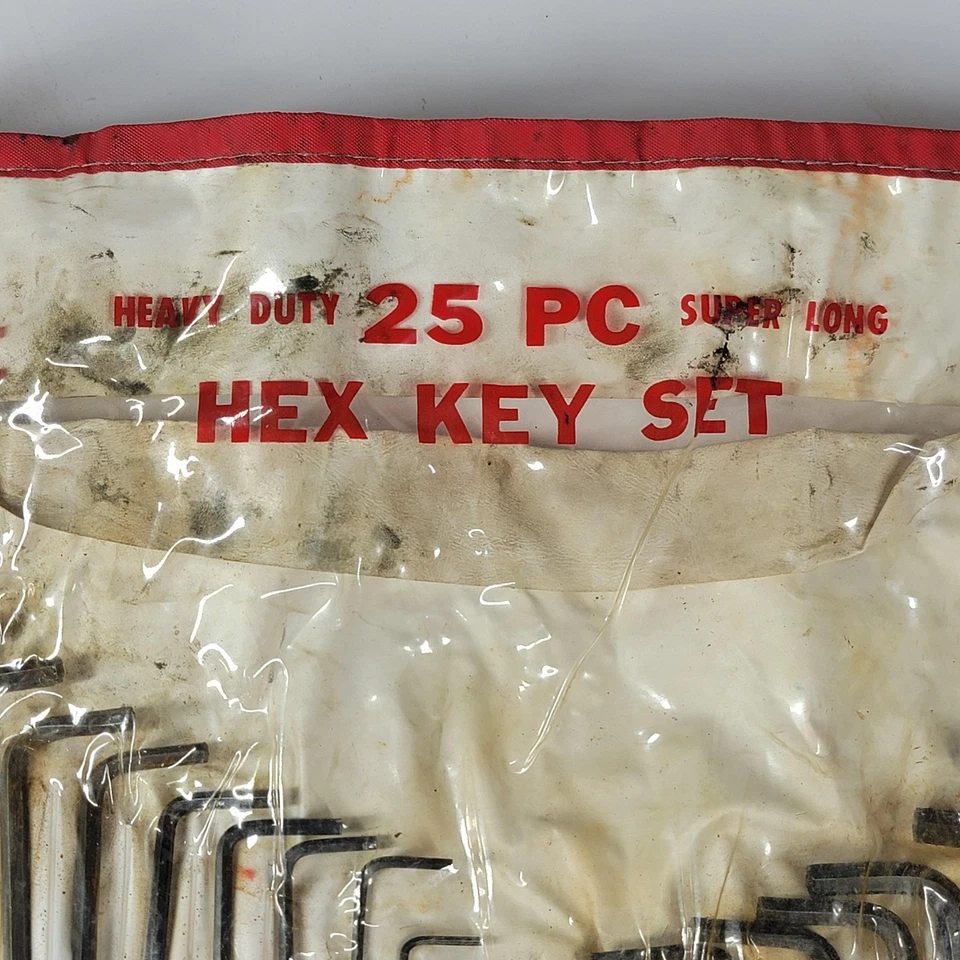 HEAVY DUTY 25 PC SUPER LONG
HEX KEY SET